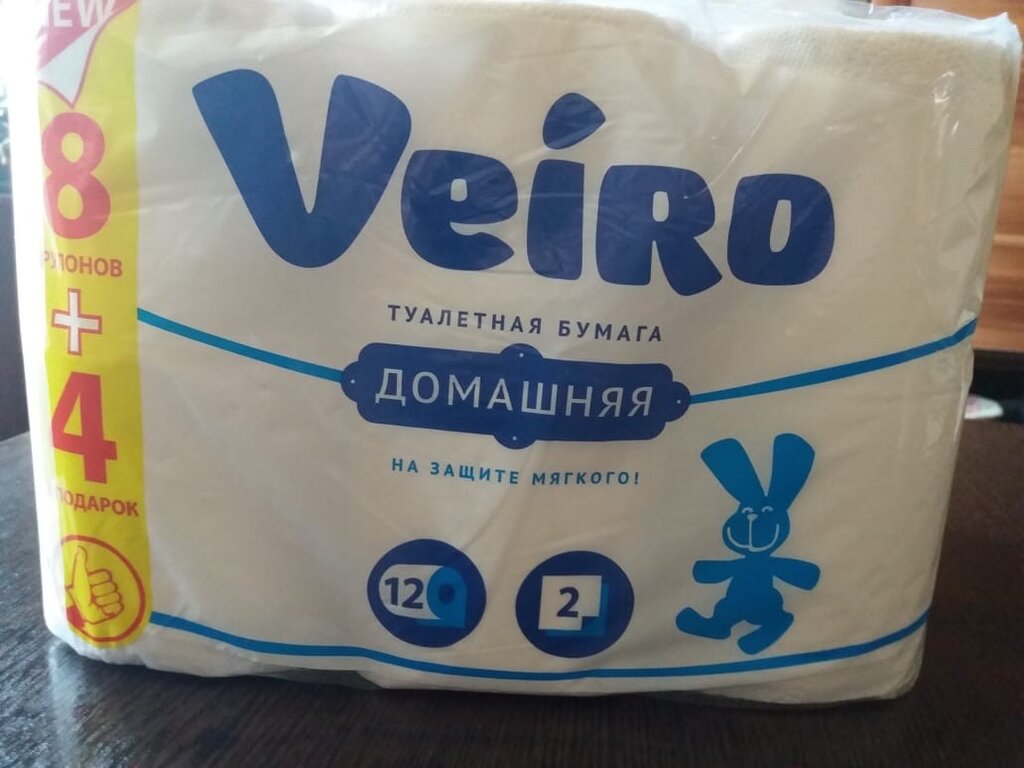 NEW
8
РУЛОНОВ
+
4
ПОДАРОК
Veiro
ТУАЛЕТНАЯ БУМАГА
ДОМАШНЯЯ
НА ЗАЩИТЕ МЯГКОГО!
12
2